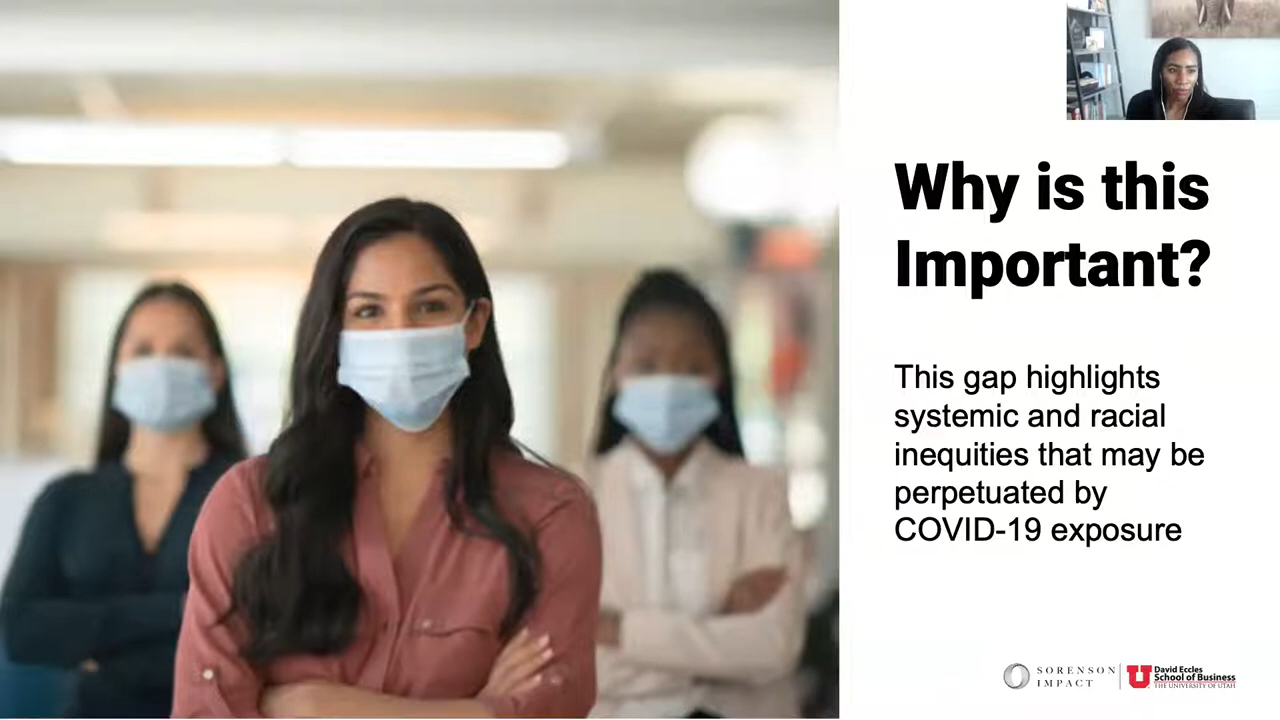 Why is this
Important?
This gap highlights
systemic and racial
inequities that may be
perpetuated by
COVID-19 exposure
SORENSON
IMPACT
U
David Eccles
School of Business
THE UNIVERSITY OF UTAH